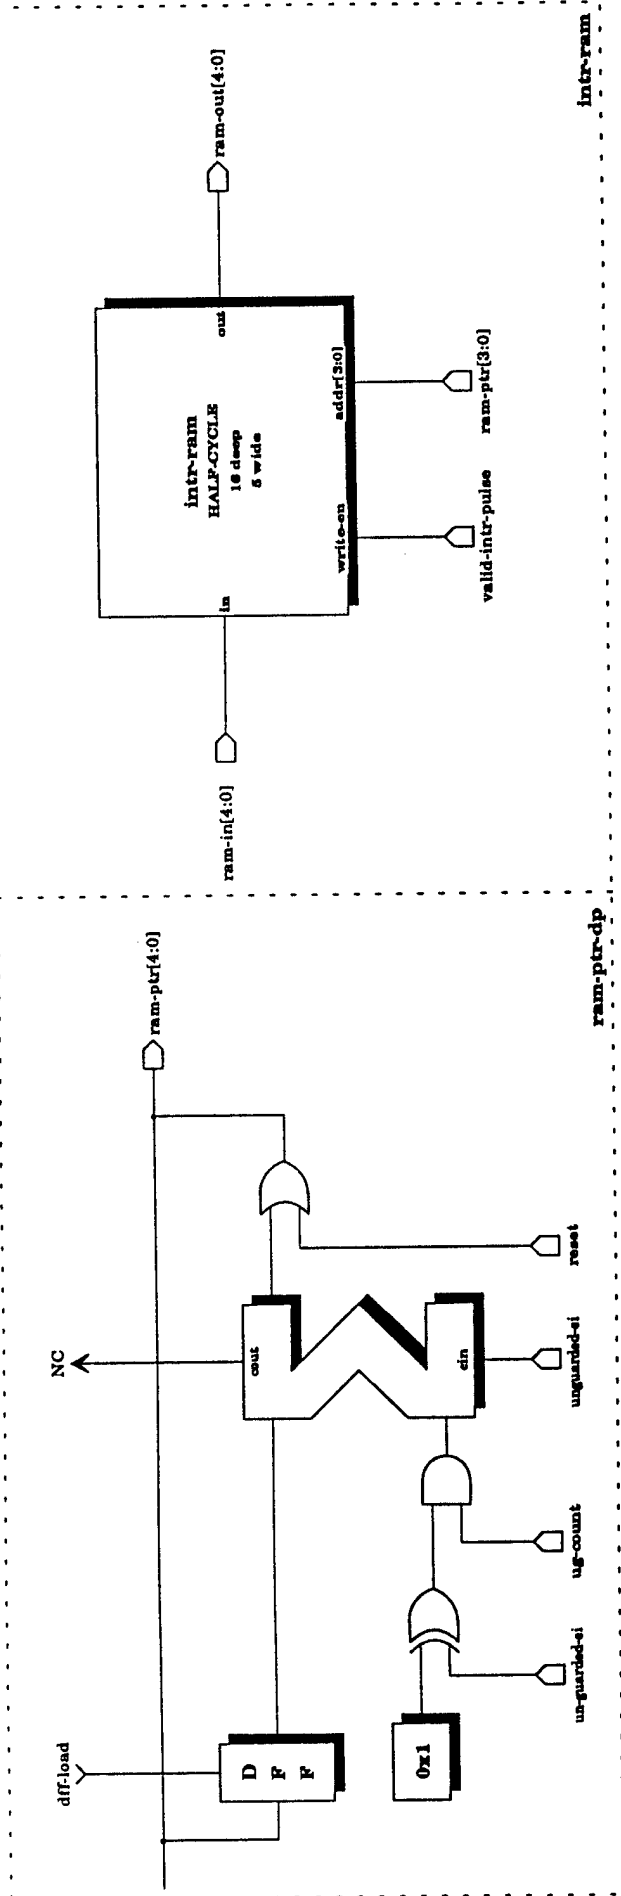 dff-load
D
F
F
0x1
un-guarded-si
ug-count
NC
cout
cin
unguarded-si
reset
ram-ptr[4:0]
ram-ptr-dp
ram-in[4:0]
in
intr-ram
HALF-CYCLE
16 deep
5 wide
out
write-en
addr[3:0]
valid-intr-pulse
ram-ptr[3:0]
ram-out[4:0]
intr-ram